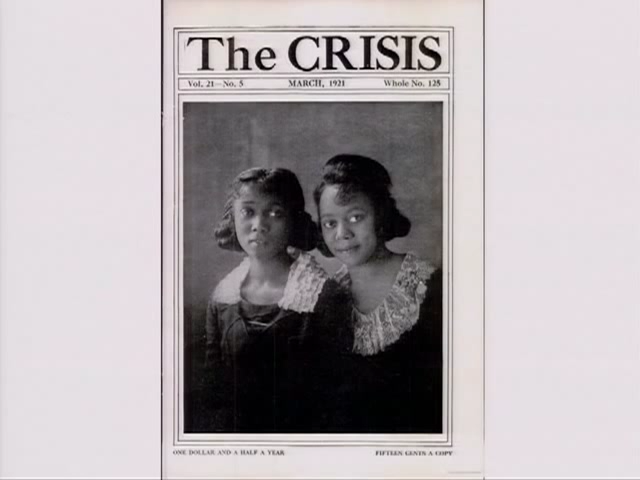 The CRISIS
Vol. 21—No. 5 MARCH, 1921 Whole No. 125
ONE DOLLAR AND A HALF A YEAR FIFTEEN CENTS A COPY